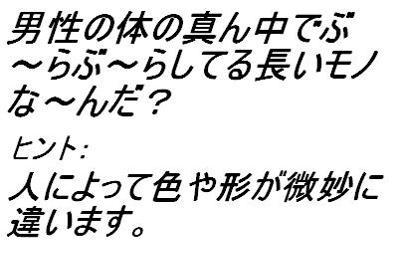 男性の体の真ん中でぶ
～らぶ～らしてる長いモノ
な～んだ？
ヒント：
人によって色や形が微妙に
違います。